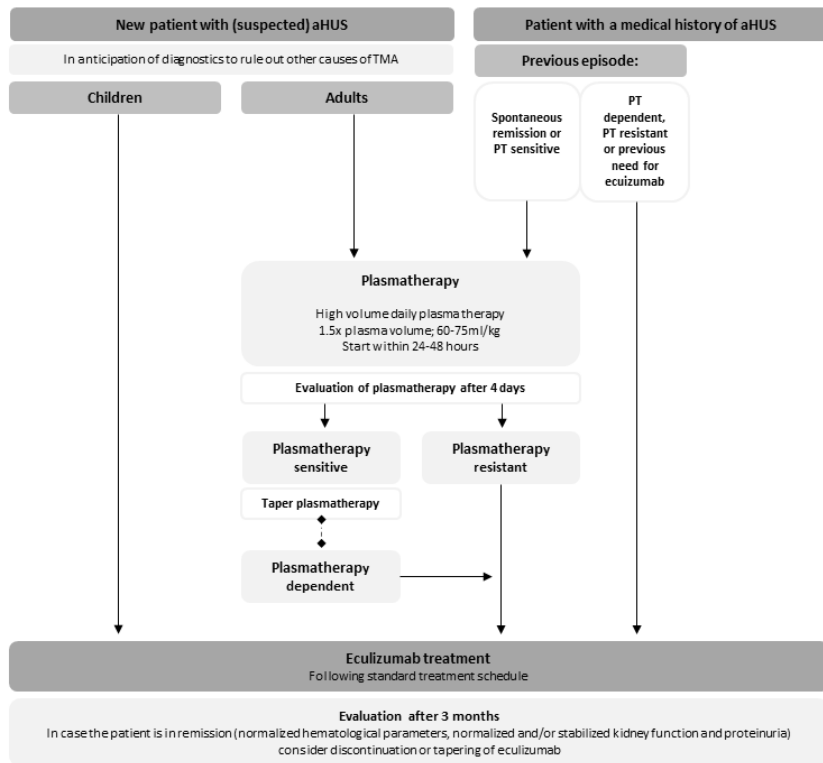 New patient with (suspected) aHUS
Patient with a medical history of aHUS
In anticipation of diagnostics to rule out other causes of TMA
Previous episode:
Children
Adults
Spontaneous
remission or
PT sensitive
PT
dependent,
PT resistant
or previous
need for
ecuizumab
Plasmatherapy
High volume daily plasma therapy
1.5x plasma volume; 60-75ml/kg
Start within 24-48 hours
Evaluation of plasmatherapy after 4 days
Plasmatherapy
sensitive
Plasmatherapy
resistant
Taper plasmatherapy
Plasmatherapy
dependent
Eculizumab treatment
Following standard treatment schedule
Evaluation after 3 months
In case the patient is in remission (normalized hematological parameters, normalized and/or stabilized kidney function and proteinuria)
consider discontinuation or tapering of eculizumab